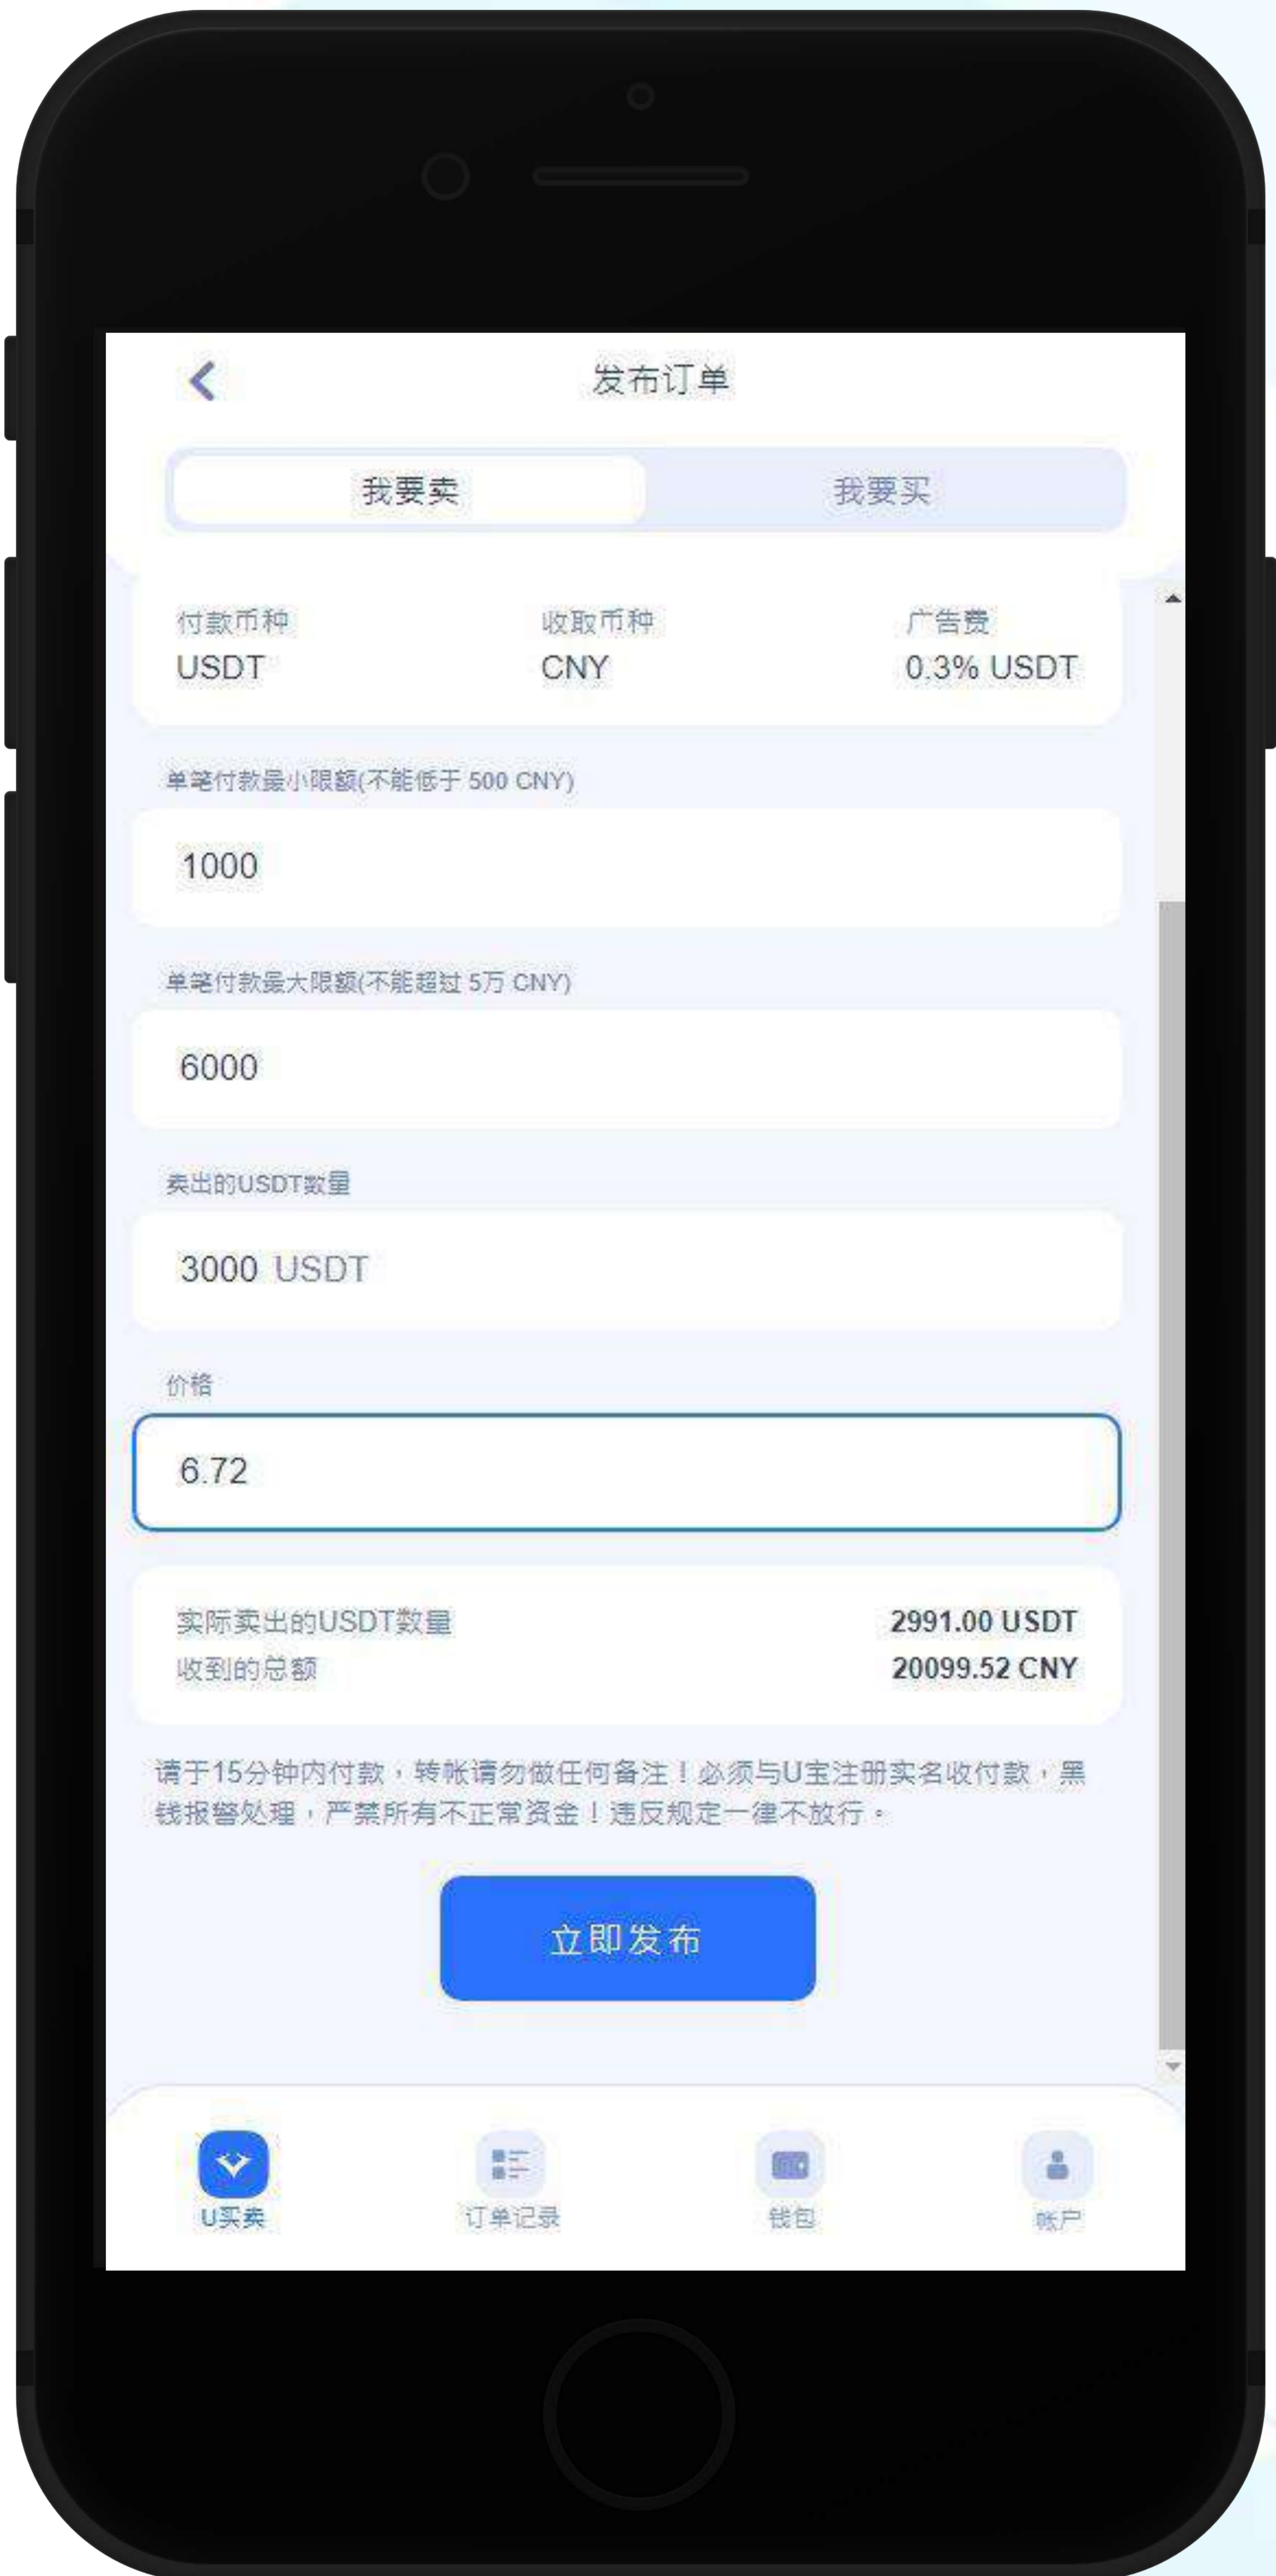 发布订单
我要卖 我要买
付款币种 收取币种 广告费
USDT CNY 0.3% USDT
单笔付款最小限额(不能低于 500 CNY)
1000
单笔付款最大限额(不能超过 5万 CNY)
6000
卖出的USDT数量
3000 USDT
价格
6.72
实际卖出的USDT数量 2991.00 USDT
收到的总额 20099.52 CNY
请于15分钟内付款，转帐请勿做任何备注！必须与U宝注册实名收付款，黑
钱报警处理，严禁所有不正常资金！违反规定一律不放行。
立即发布
U买卖 订单记录 钱包 帐户